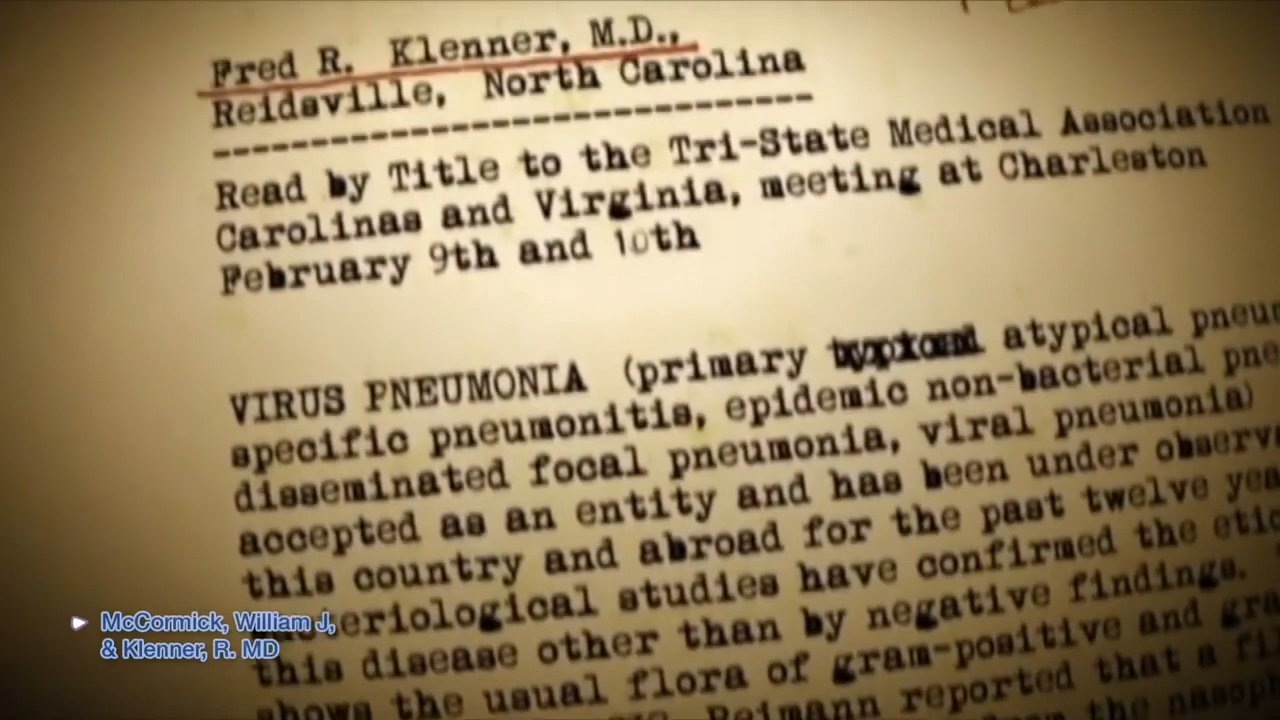 Fred R. Klenner, M.D.,
Reidsville, North Carolina
Read by Title to the Tri-State Medical Association
Carolinas and Virginia, meeting at Charleston
February 9th and 10th
VIRUS PNEUMONIA (primary atypical
specific pneumonitis, epidemic non-bacterial
disseminated focal pneumonia, viral pneumonia)
accepted as an entity and has been under
this country and abroad for the past twelve
studies have confirmed the
this disease other than by negative findings.
shows the usual flora of gram-positive and
Reimann reported that a
the
McCormick, William J,
& Klenner, R. MD